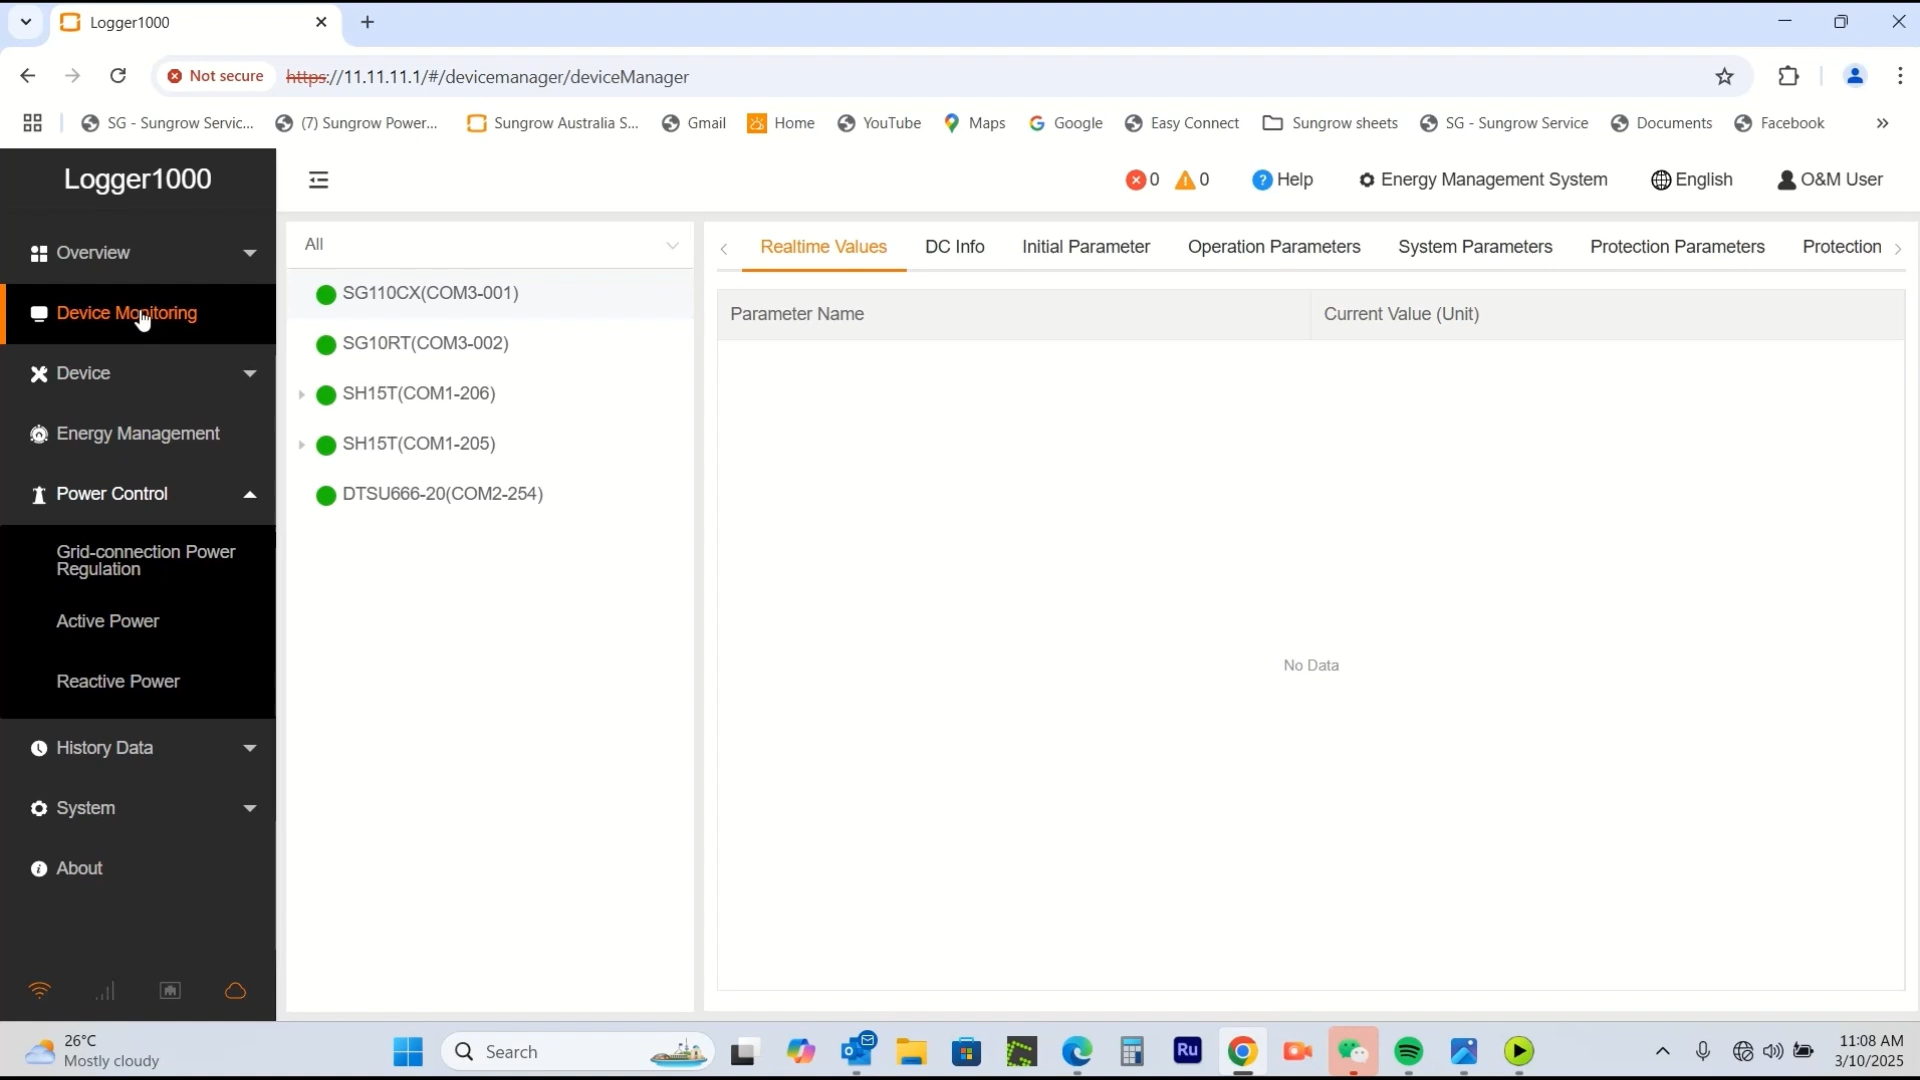 Logger1000
Not secure https://11.11.11.1/#/devicemanager/deviceManager
SG - Sungrow Servic... (7) Sungrow Power... Sungrow Australia S... Gmail Home YouTube Maps Google Easy Connect Sungrow sheets SG - Sungrow Service Documents Facebook »
Logger1000
0 0 Help Energy Management System English O&M User
Overview
Device Monitoring
Device
Energy Management
Power Control
Grid-connection Power
Regulation
Active Power
Reactive Power
History Data
System
About
All
SG110CX(COM3-001)
SG10RT(COM3-002)
SH15T(COM1-206)
SH15T(COM1-205)
DTSU666-20(COM2-254)
Realtime Values DC Info Initial Parameter Operation Parameters System Parameters Protection Parameters Protection
Parameter Name Current Value (Unit)
No Data
26°C
Mostly cloudy
Search
Ru
11:08 AM
3/10/2025